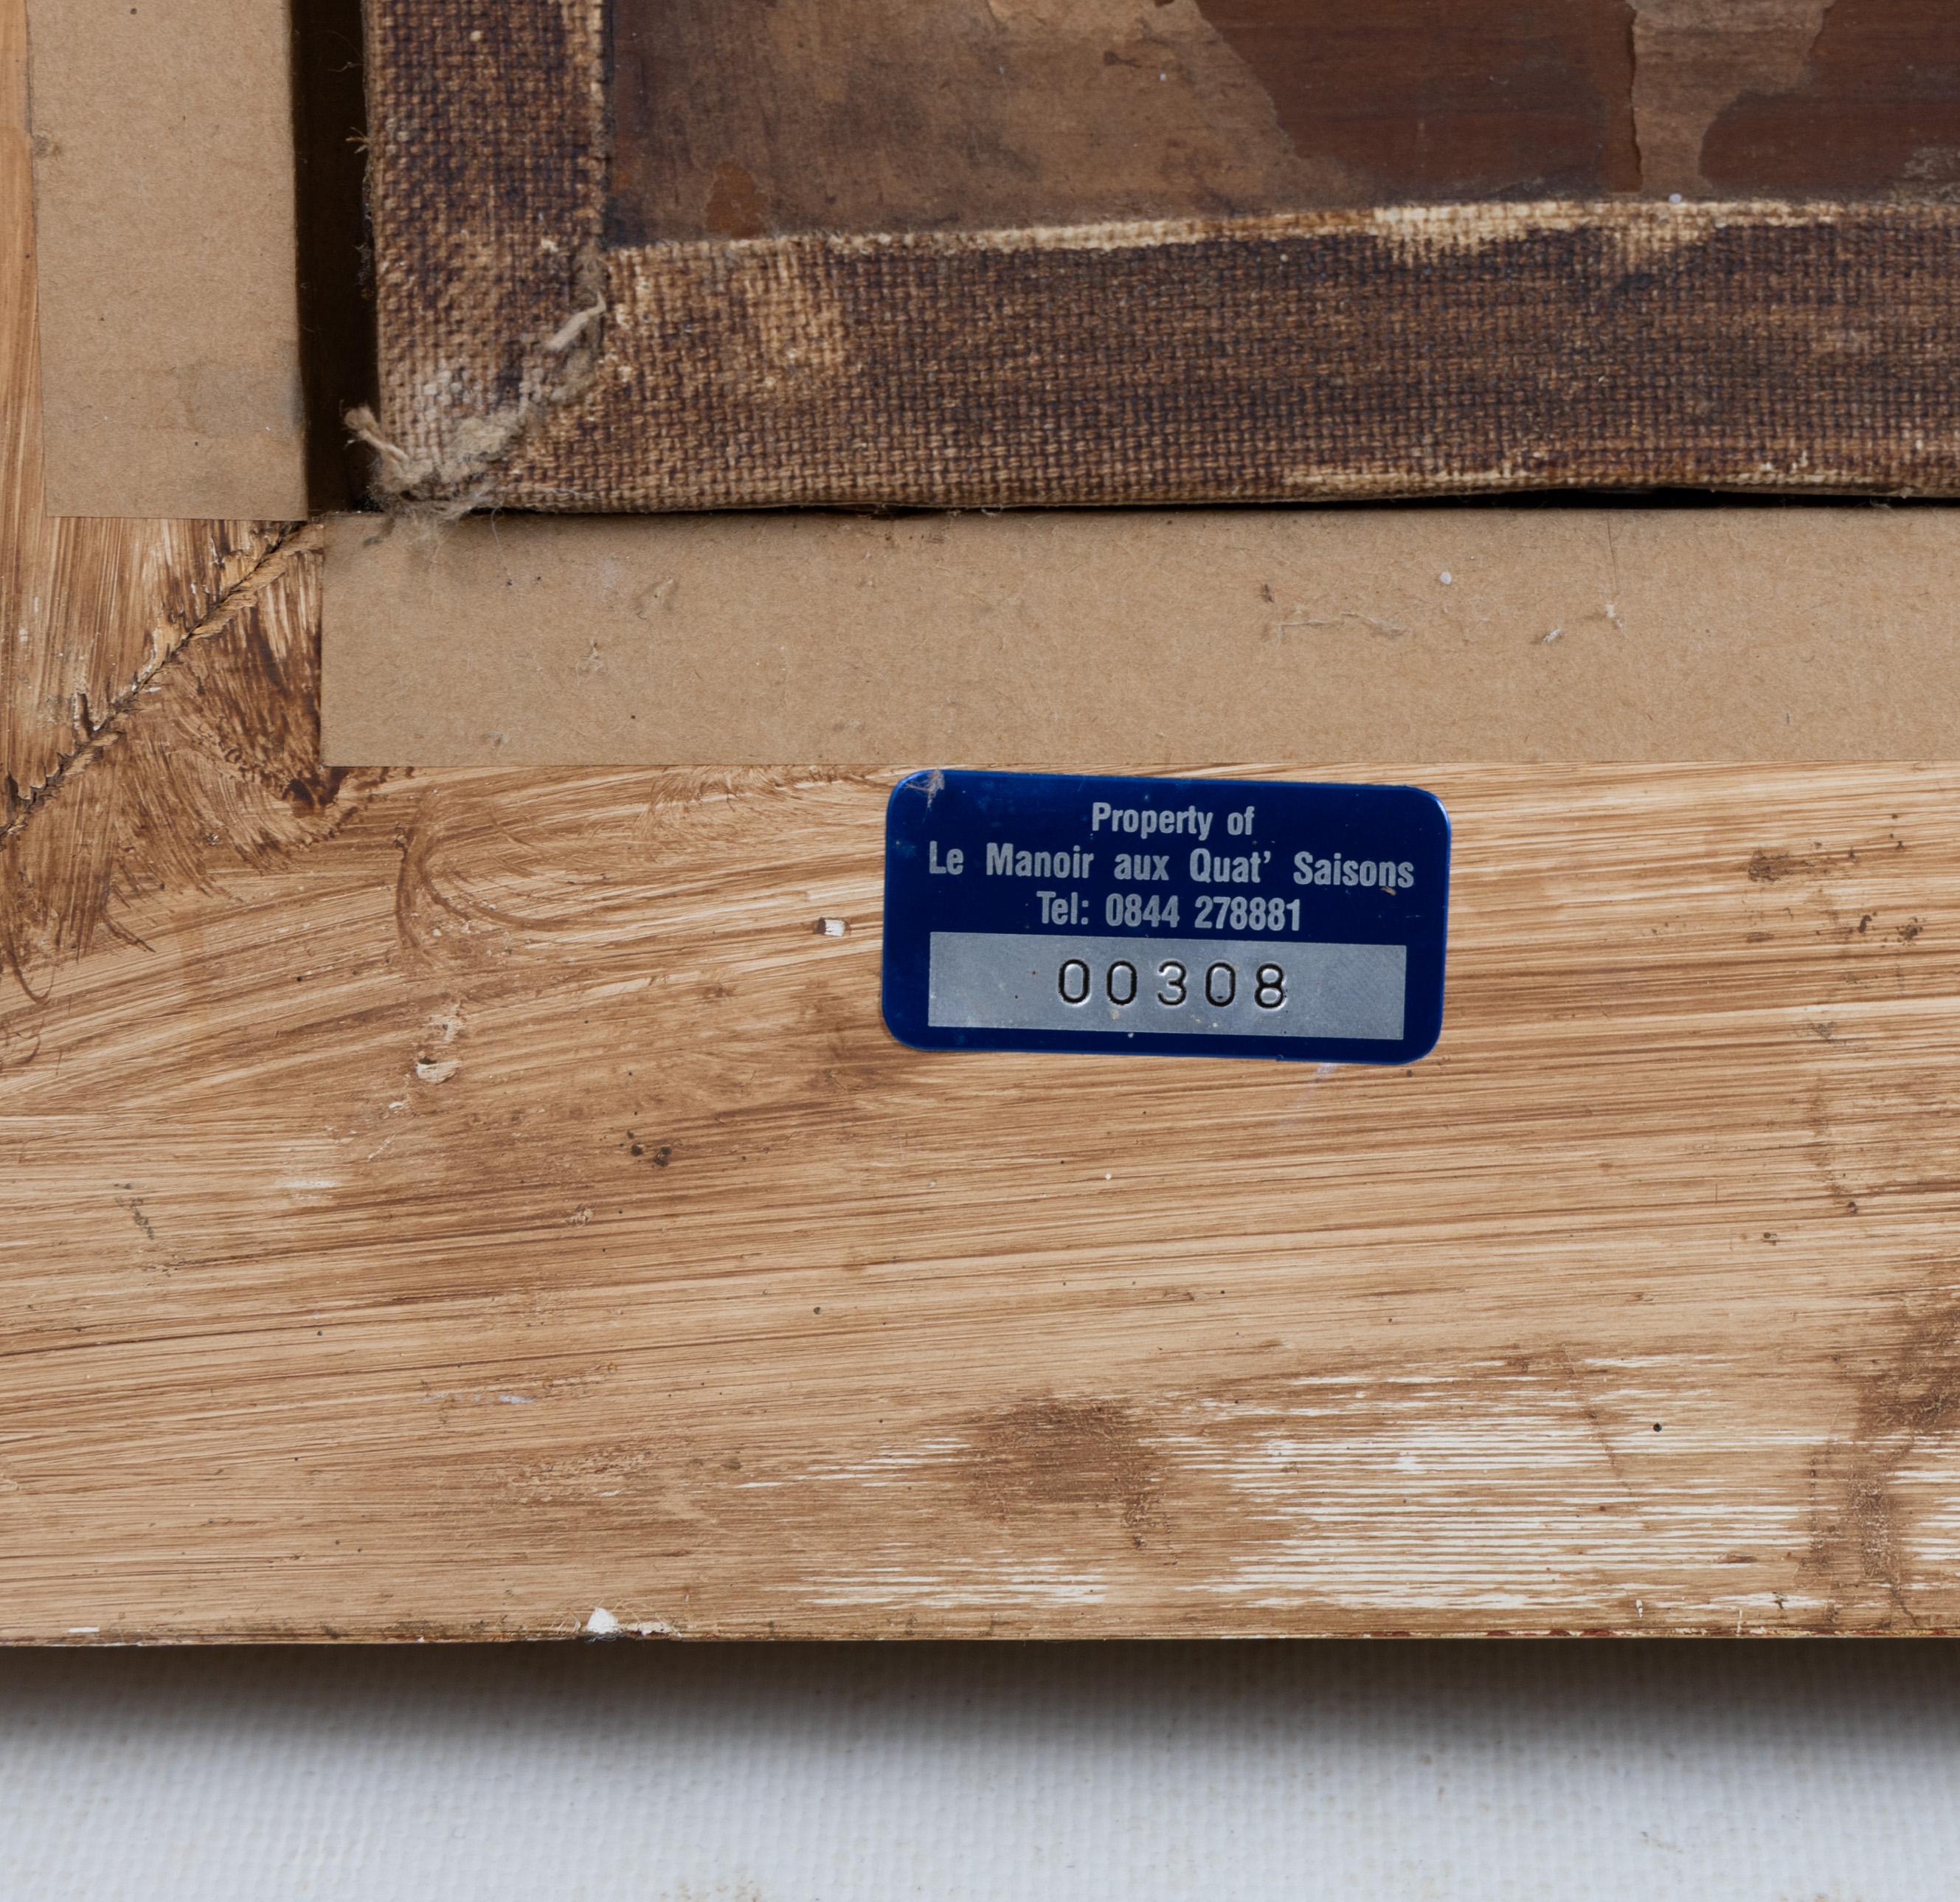 Property of
Le Manoir aux Quat' Saisons
Tel: 0844 278881
00308